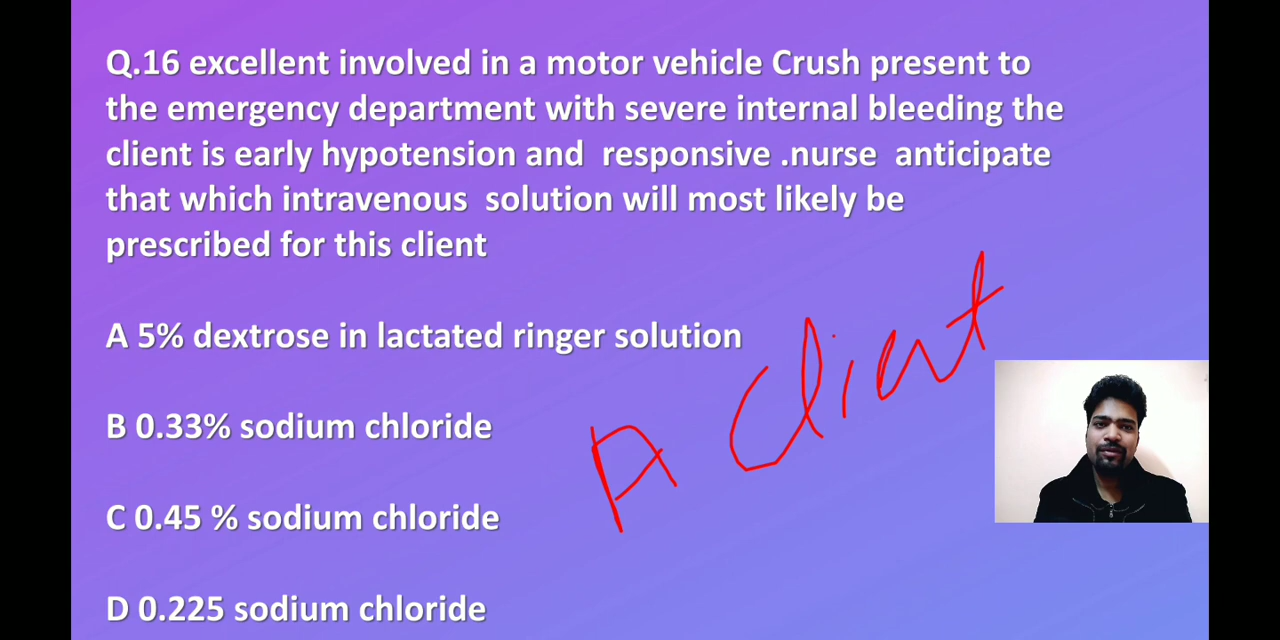 Q.16 excellent involved in a motor vehicle Crush present to
the emergency department with severe internal bleeding the
client is early hypotension and responsive .nurse anticipate
that which intravenous solution will most likely be
prescribed for this client
A 5% dextrose in lactated ringer solution
B 0.33% sodium chloride
A client
C 0.45 % sodium chloride
D 0.225 sodium chloride